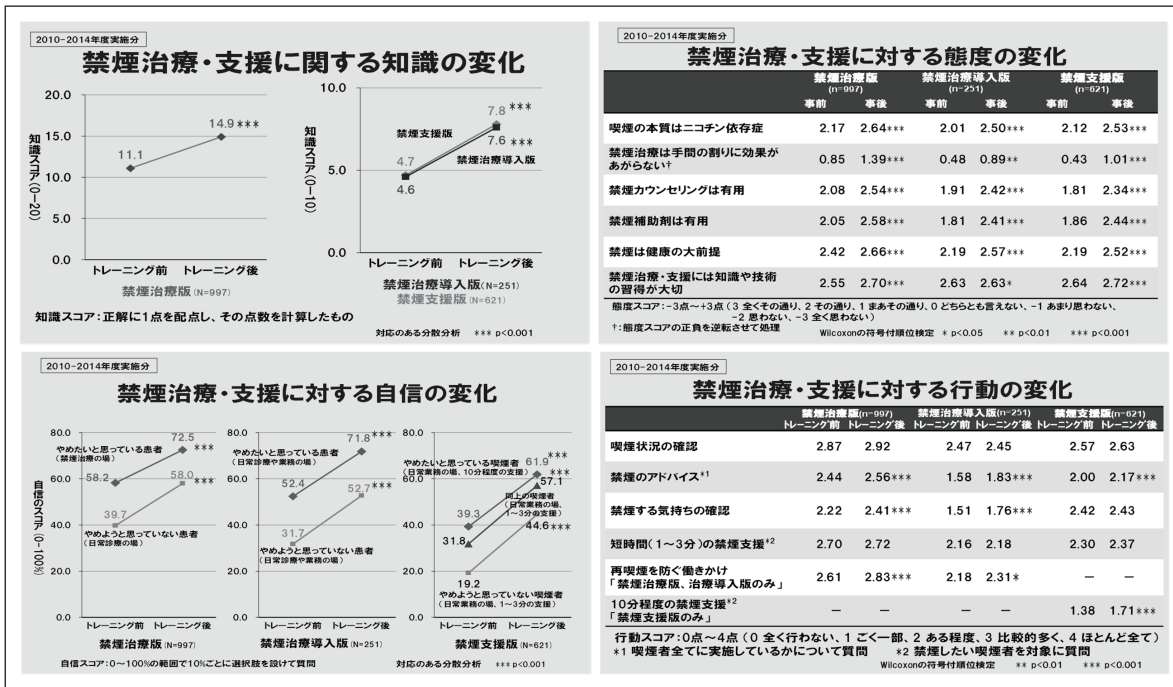 2010-2014年度実施分
禁煙治療・支援に関する知識の変化
20.0
15.0
10.0
5.0
0.0
知識スコア(0ー20)
11.1
14.9 ***
トレーニング前 トレーニング後
禁煙治療版(N=997)
10.0
5.0
0.0
知識スコア(0ー10)
禁煙支援版
7.8 ***
4.7
7.6 ***
禁煙治療導入版
4.6
トレーニング前 トレーニング後
禁煙治療導入版(N=251)
禁煙支援版(N=621)
知識スコア:正解に1点を配点し、その点数を計算したもの
対応のある分散分析 *** p<0.001
2010-2014年度実施分
禁煙治療・支援に対する態度の変化
禁煙治療版 禁煙治療導入版 禁煙支援版
(n=997) (n=251) (n=621)
事前 事後 事前 事後 事前 事後
喫煙の本質はニコチン依存症 2.17 2.64*** 2.01 2.50*** 2.12 2.53***
禁煙治療は手間の割りに効果が
あがらない† 0.85 1.39*** 0.48 0.89** 0.43 1.01***
禁煙カウンセリングは有用 2.08 2.54*** 1.91 2.42*** 1.81 2.34***
禁煙補助剤は有用 2.05 2.58*** 1.81 2.41*** 1.86 2.44***
禁煙は健康の大前提 2.42 2.66*** 2.19 2.57*** 2.19 2.52***
禁煙治療・支援には知識や技術
の習得が大切 2.55 2.70*** 2.63 2.63* 2.64 2.72***
態度スコア:-3点~+3点(3 全くその通り、2 その通り、1 まあその通り、0 どちらとも言えない、-1 あまり思わない、
-2 思わない、-3 全く思わない)
†:態度スコアの正負を逆転させて処理
Wilcoxonの符号付順位検定 * p<0.05 ** p<0.01 *** p<0.001
2010-2014年度実施分
禁煙治療・支援に対する自信の変化
自信のスコア(0-100%)
80.0
60.0
40.0
20.0
0.0
やめたいと思っている患者
(禁煙治療の場)
72.5 ***
58.2
58.0 ***
39.7
やめようと思っていない患者
(日常診療の場)
トレーニング前 トレーニング後
禁煙治療版(N=997)
80.0
60.0
40.0
20.0
0.0
やめたいと思っている患者
(日常診療や業務の場)
71.8 ***
52.4
52.7 ***
31.7
やめようと思っていない患者
(日常診療や業務の場)
トレーニング前 トレーニング後
禁煙治療導入版(N=251)
80.0
60.0
40.0
20.0
0.0
やめたいと思っている喫煙者
(日常業務の場、10分程度の支援)
***
61.9
***
57.1
同上の喫煙者
(日常業務の場、
1~3分の支援)
39.3
31.8
44.6 ***
19.2
やめようと思っていない喫煙者
(日常業務の場、1~3分の支援)
トレーニング前 トレーニング後
禁煙支援版(N=621)
自信スコア:0~100%の範囲で10%ごとに選択肢を設けて質問
対応のある分散分析 *** p<0.001
2010-2014年度実施分
禁煙治療・支援に対する行動の変化
禁煙治療版(n=997) 禁煙治療導入版(n=251) 禁煙支援版(n=621)
トレーニング前 トレーニング後 トレーニング前 トレーニング後 トレーニング前 トレーニング後
喫煙状況の確認 2.87 2.92 2.47 2.45 2.57 2.63
禁煙のアドバイス*1 2.44 2.56*** 1.58 1.83*** 2.00 2.17***
禁煙する気持ちの確認 2.22 2.41*** 1.51 1.76*** 2.42 2.43
短時間(1~3分)の禁煙支援*2 2.70 2.72 2.16 2.18 2.30 2.37
再喫煙を防ぐ働きかけ
「禁煙治療版、治療導入版のみ」 2.61 2.83*** 2.18 2.31* ー ー
10分程度の禁煙支援*2
「禁煙支援版のみ」 ー ー ー ー 1.38 1.71***
行動スコア:0点~4点(0 全く行わない、1 ごく一部、2 ある程度、3 比較的多く、4 ほとんど全て)
*1 喫煙者全てに実施しているかについて質問 *2 禁煙したい喫煙者を対象に質問
Wilcoxonの符号付順位検定 ** p<0.01 *** p<0.001